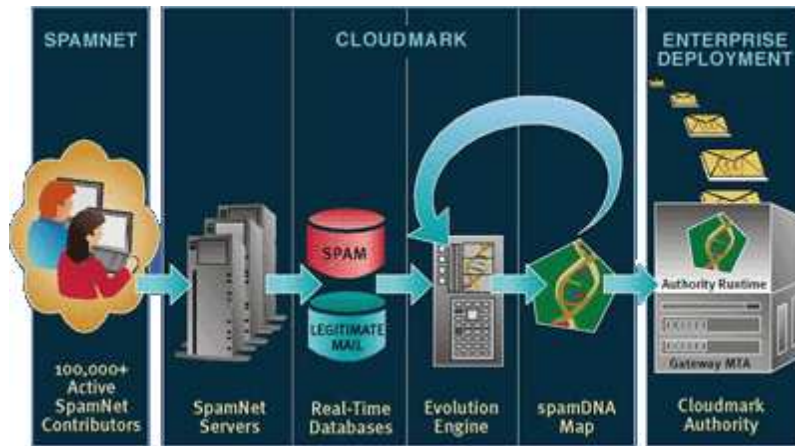 SPAMNET
CLOUDMARK
ENTERPRISE
DEPLOYMENT
SPAM
LEGITIMATE
MAIL
Authority Runtime
Gateway MTA
100,000+
Active
SpamNet
Contributors
SpamNet
Servers
Real-Time
Databases
Evolution
Engine
spamDNA
Map
Cloudmark
Authority